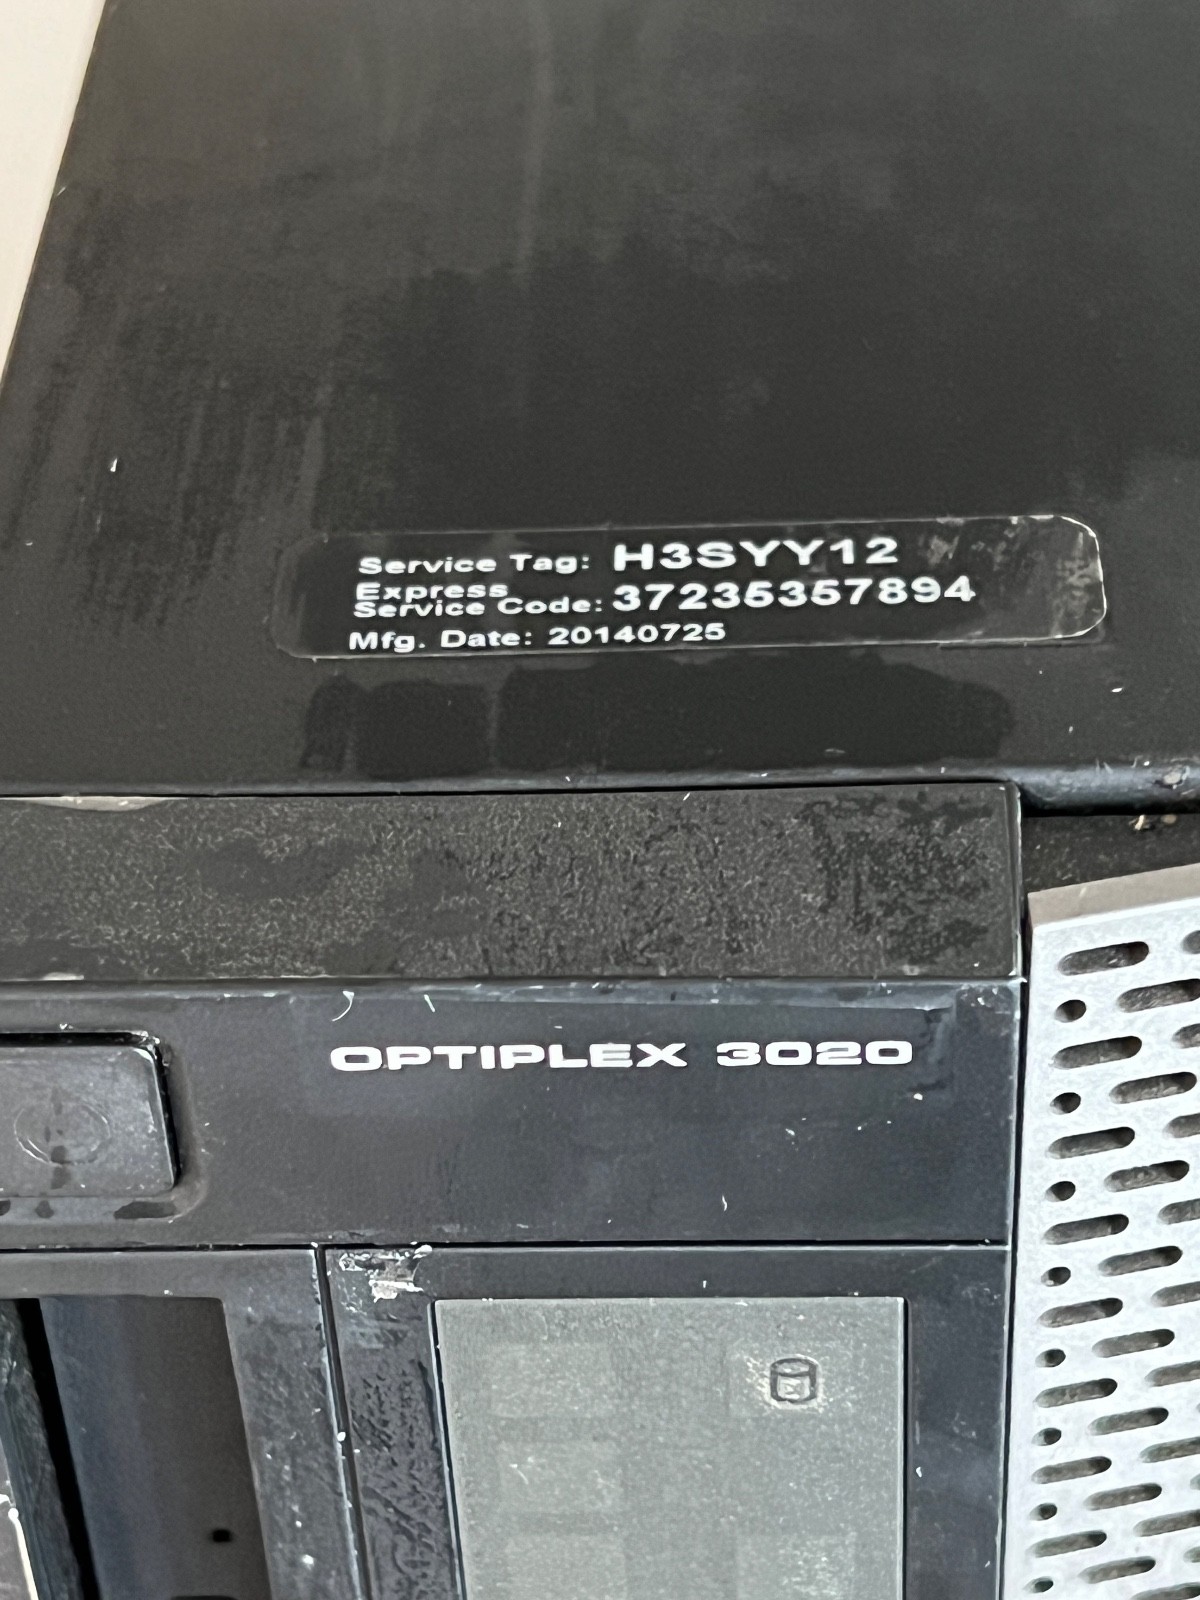 Service Tag: H3SYY12
Express
Service Code: 37235357894
Mfg. Date: 20140725
OPTIPLEX 3020